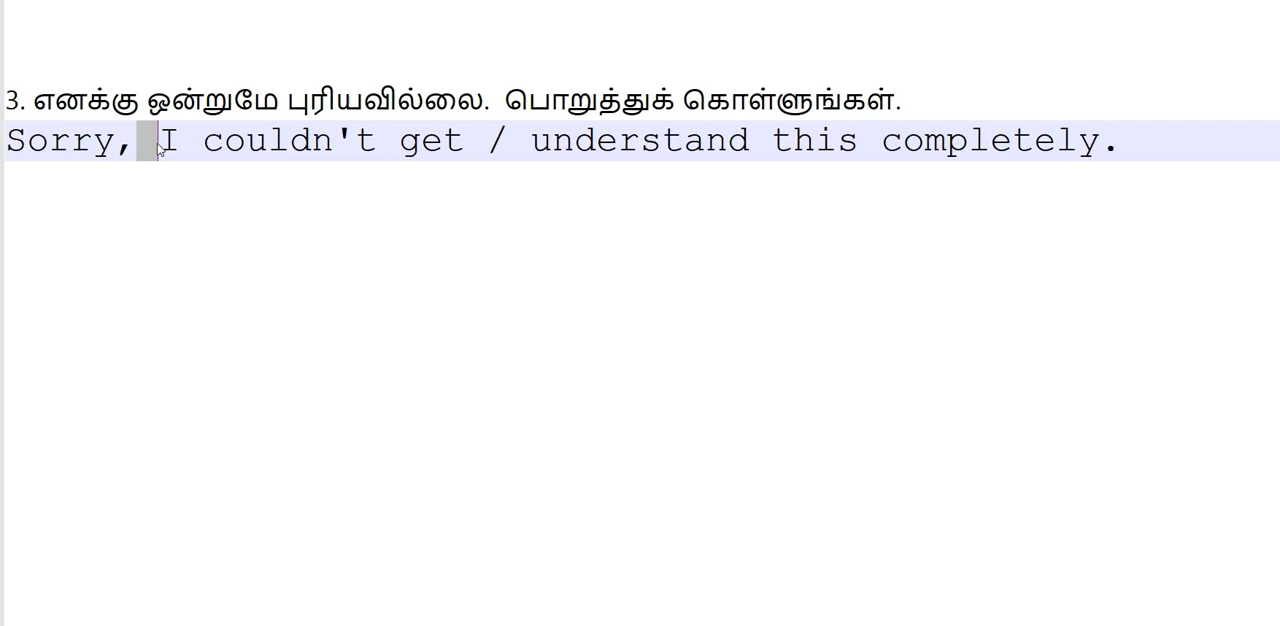 3. எனக்கு ஒன்றுமே புரியவில்லை.  பொறுத்துக் கொள்ளுங்கள்.
Sorry, I couldn't get / understand this completely.